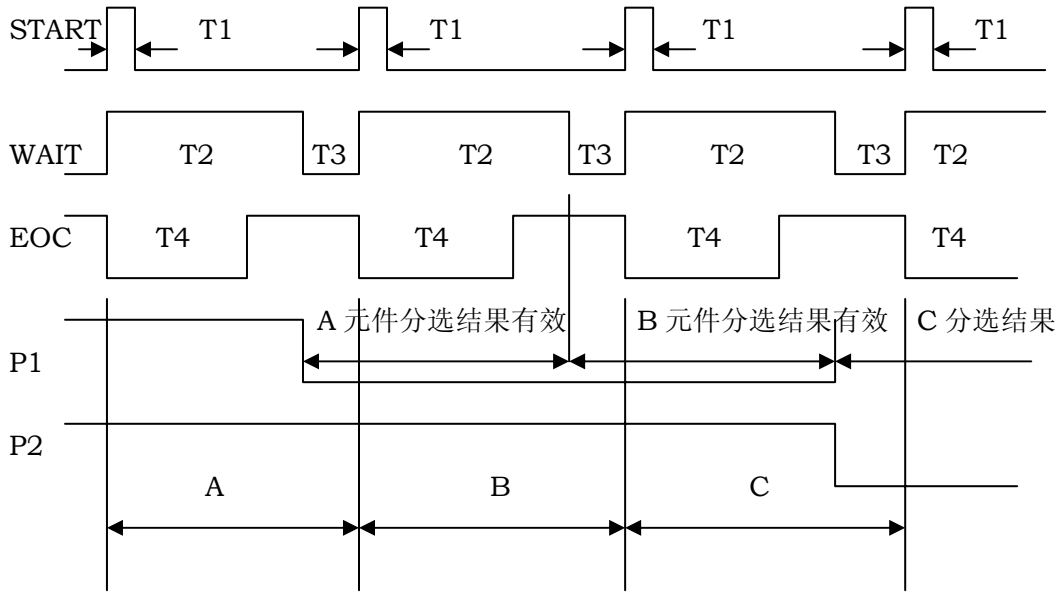 START T1 T1 T1 T1
WAIT T2 T3 T2 T3 T2 T3 T2
EOC T4 T4 T4 T4
A 元件分选结果有效 B 元件分选结果有效 C 分选结果
P1
P2
A B C